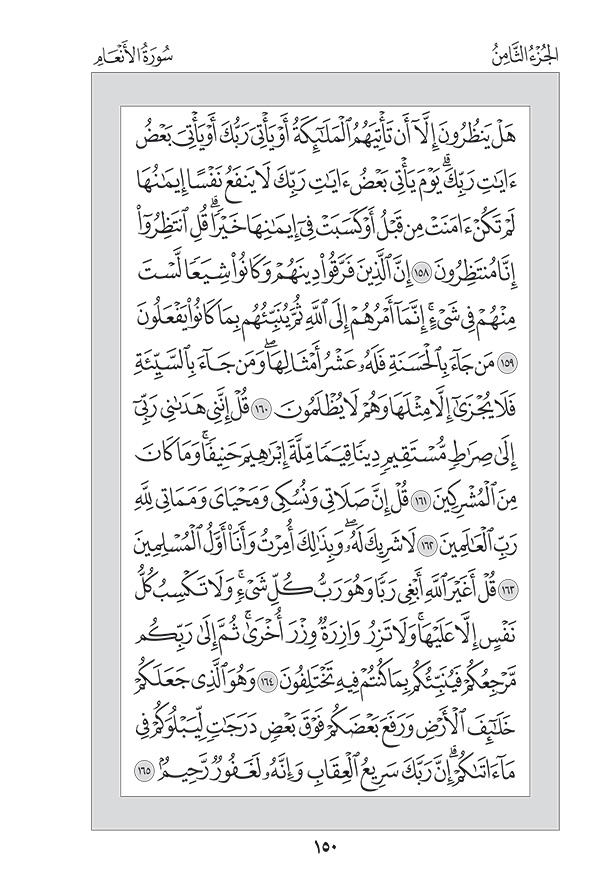 الجُزْءُ الثَّامِنُ
سُورَةُ الأَنْعَامِ
هَلْ يَنظُرُونَ إِلَّآ أَن تَأْتِيَهُمُ ٱلْمَلَـٰٓئِكَةُ أَوْ يَأْتِىَ رَبُّكَ أَوْ يَأْتِىَ بَعْضُ
ءَايَـٰتِ رَبِّكَ ۗ يَوْمَ يَأْتِى بَعْضُ ءَايَـٰتِ رَبِّكَ لَا يَنفَعُ نَفْسًا إِيمَـٰنُهَا
لَمْ تَكُنْ ءَامَنَتْ مِن قَبْلُ أَوْ كَسَبَتْ فِىٓ إِيمَـٰنِهَا خَيْرًا ۗ قُلِ ٱنتَظِرُوٓا۟
إِنَّا مُنتَظِرُونَ ١٥٨ إِنَّ ٱلَّذِينَ فَرَّقُوا۟ دِينَهُمْ وَكَانُوا۟ شِيَعًا لَّسْتَ
مِنْهُمْ فِى شَىْءٍ ۚ إِنَّمَآ أَمْرُهُمْ إِلَى ٱللَّهِ ثُمَّ يُنَبِّئُهُم بِمَا كَانُوا۟ يَفْعَلُونَ
١٥٩ مَن جَآءَ بِٱلْحَسَنَةِ فَلَهُۥ عَشْرُ أَمْثَالِهَا ۖ وَمَن جَآءَ بِٱلسَّيِّئَةِ
فَلَا يُجْزَىٰٓ إِلَّا مِثْلَهَا وَهُمْ لَا يُظْلَمُونَ ١٦٠ قُلْ إِنَّنِى هَدَىٰنِى رَبِّىٓ
إِلَىٰ صِرَٰطٍ مُّسْتَقِيمٍ دِينًا قِيَمًا مِّلَّةَ إِبْرَٰهِيمَ حَنِيفًا ۚ وَمَا كَانَ
مِنَ ٱلْمُشْرِكِينَ ١٦١ قُلْ إِنَّ صَلَاتِى وَنُسُكِى وَمَحْيَاىَ وَمَمَاتِى لِلَّهِ
رَبِّ ٱلْعَـٰلَمِينَ ١٦٢ لَا شَرِيكَ لَهُۥ ۖ وَبِذَٰلِكَ أُمِرْتُ وَأَنَا۠ أَوَّلُ ٱلْمُسْلِمِينَ
١٦٣ قُلْ أَغَيْرَ ٱللَّهِ أَبْغِى رَبًّا وَهُوَ رَبُّ كُلِّ شَىْءٍ ۚ وَلَا تَكْسِبُ كُلُّ
نَفْسٍ إِلَّا عَلَيْهَا ۚ وَلَا تَزِرُ وَازِرَةٌ وِزْرَ أُخْرَىٰ ۚ ثُمَّ إِلَىٰ رَبِّكُم
مَّرْجِعُكُمْ فَيُنَبِّئُكُم بِمَا كُنتُمْ فِيهِ تَخْتَلِفُونَ ١٦٤ وَهُوَ ٱلَّذِى جَعَلَكُمْ
خَلَـٰٓئِفَ ٱلْأَرْضِ وَرَفَعَ بَعْضَكُمْ فَوْقَ بَعْضٍ دَرَجَـٰتٍ لِّيَبْلُوَكُمْ فِى
مَآ ءَاتَىٰكُمْ ۗ إِنَّ رَبَّكَ سَرِيعُ ٱلْعِقَابِ وَإِنَّهُۥ لَغَفُورٌ رَّحِيمٌۢ ١٦٥
١٥٠